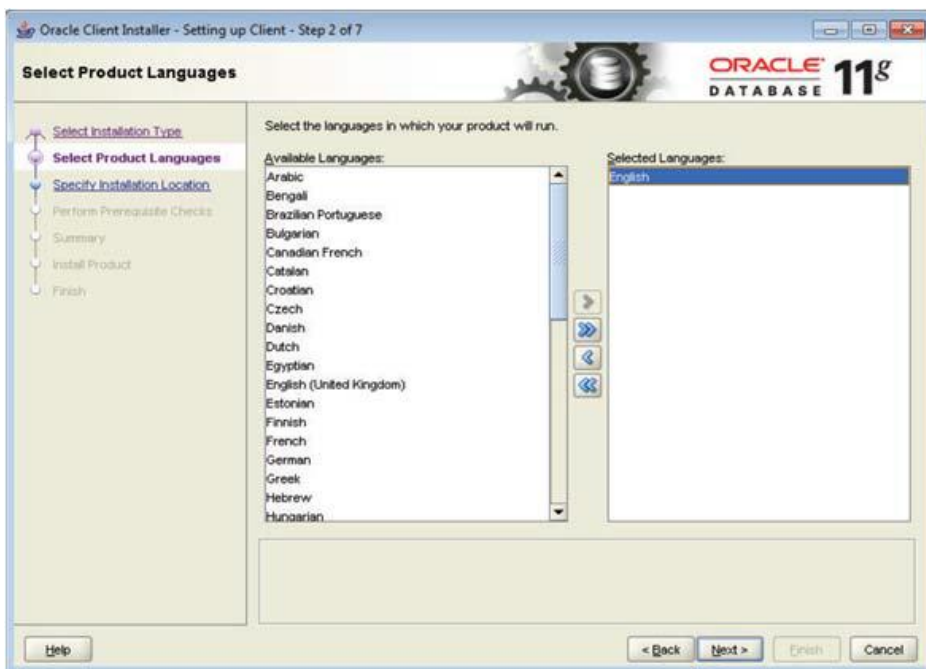 Oracle Client Installer - Setting up Client - Step 2 of 7
Select Product Languages
ORACLE
DATABASE 11g
Select Installation Type
Select Product Languages
Specify Installation Location
Perform Prerequisite Checks
Summary
Install Product
Finish
Select the languages in which your product will run.
Available Languages:
Arabic
Bengali
Brazilian Portuguese
Bulgarian
Canadian French
Catalan
Croatian
Czech
Danish
Dutch
Egyptian
English (United Kingdom)
Estonian
Finnish
French
German
Greek
Hebrew
Hungarian
Selected Languages:
English
Help
< Back
Next >
Finish
Cancel